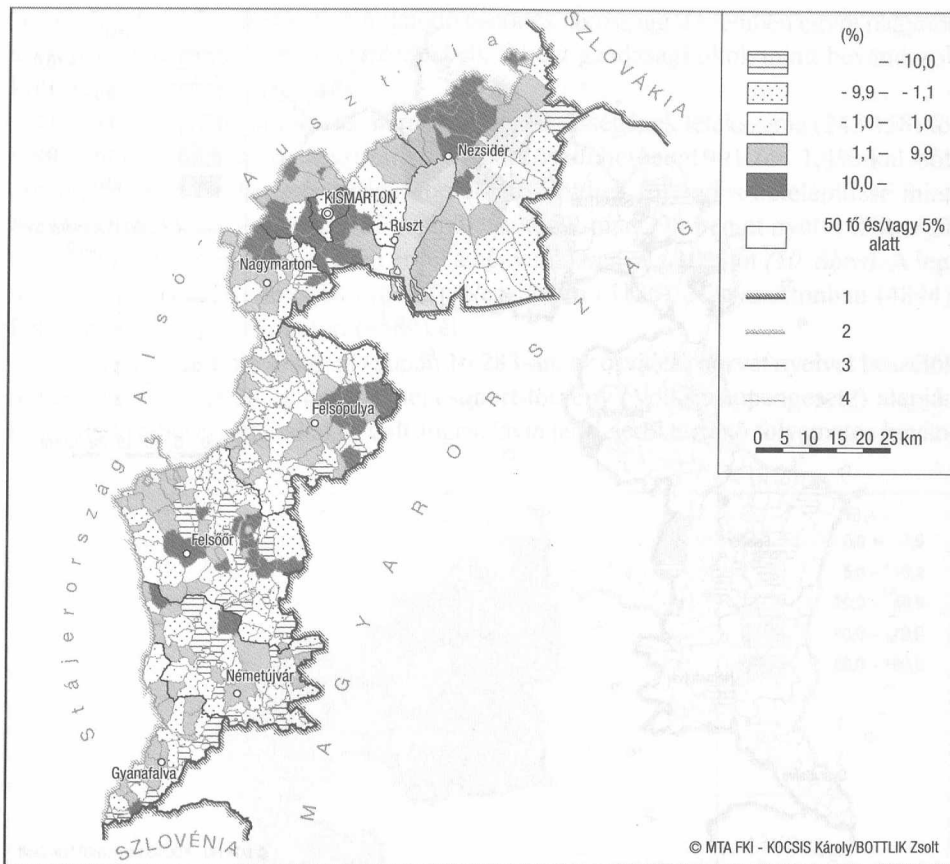 SZLOVÁKIA
Alsó-Ausztria
Nezsider
KISMARTON
Ruszt
Nagymarton
Felsőpulya
Felsőőr
Németújvár
Gyanafalva
Stájerország
MAGYARORSZÁG
SZLOVÉNIA
(%)
-10,0
- 9,9 – - 1,1
- 1,0 – 1,0
1,1 – 9,9
10,0 –
50 fő és/vagy 5%
alatt
1
2
3
4
0 5 10 15 20 25 km
© MTA FKI - KOCSIS Károly/BOTTLIK Zsolt